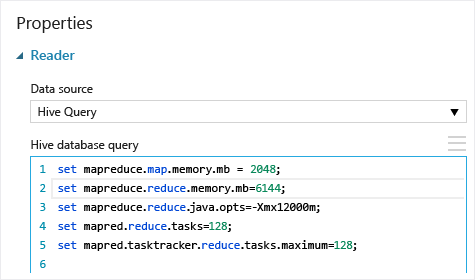 Properties
Reader
Data source
Hive Query
Hive database query
1 set mapreduce.map.memory.mb = 2048;
2 set mapreduce.reduce.memory.mb=6144;
3 set mapreduce.reduce.java.opts=-Xmx12000m;
4 set mapred.reduce.tasks=128;
5 set mapred.tasktracker.reduce.tasks.maximum=128;
6